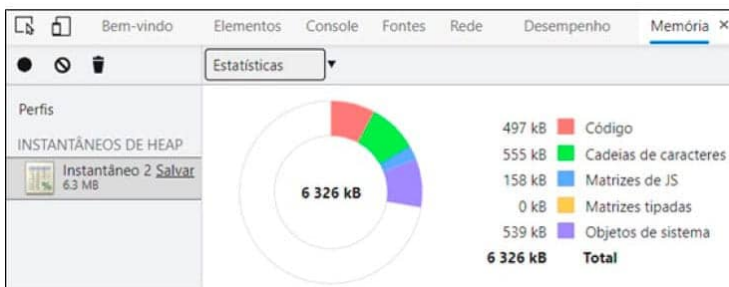 Bem-vindo Elementos Console Fontes Rede Desempenho Memória ×
Estatísticas
Perfis
INSTANTÂNEOS DE HEAP
Instantâneo 2 Salvar
6.3 MB
6 326 kB
497 kB Código
555 kB Cadeias de caracteres
158 kB Matrizes de JS
0 kB Matrizes tipadas
539 kB Objetos de sistema
6 326 kB Total